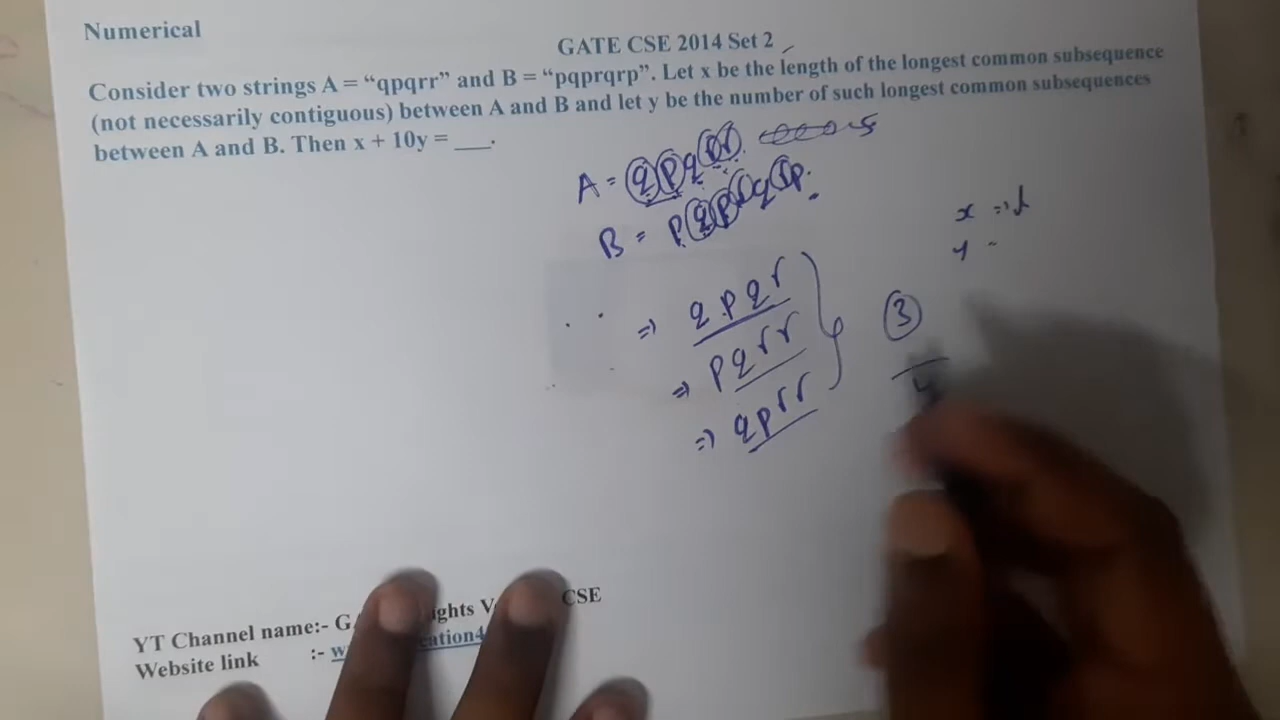 Numerical
GATE CSE 2014 Set 2
Consider two strings A = “qpqrr” and B = “pqprqrp”. Let x be the length of the longest common subsequence
(not necessarily contiguous) between A and B and let y be the number of such longest common subsequences
between A and B. Then x + 10y = ___.
A = qpqrr
B = pqprqrp.
x =>
y =
=> qpqr
=> pqrr
=> qprr
3
4
CSE
YT Channel name:- ights
Website link :-